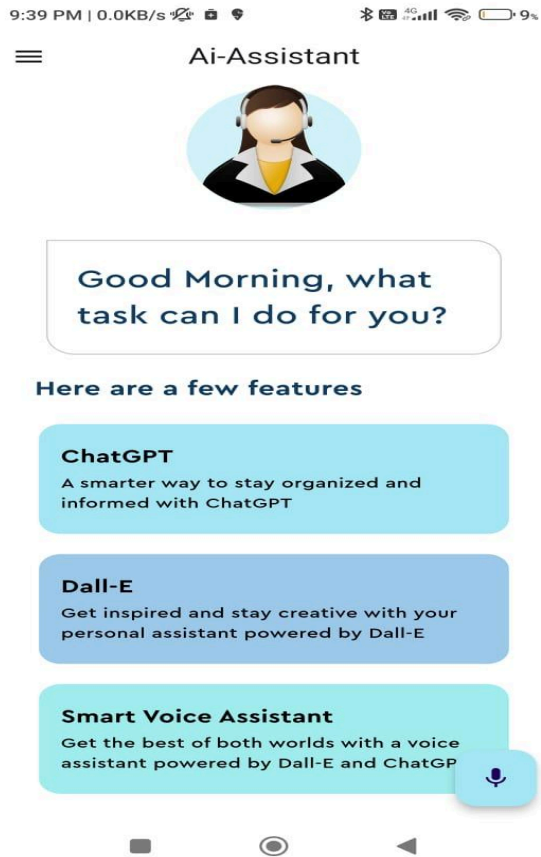 9:39 PM | 0.0KB/s
4G
9%
Ai-Assistant
Good Morning, what
task can I do for you?
Here are a few features
ChatGPT
A smarter way to stay organized and
informed with ChatGPT
Dall-E
Get inspired and stay creative with your
personal assistant powered by Dall-E
Smart Voice Assistant
Get the best of both worlds with a voice
assistant powered by Dall-E and ChatGP